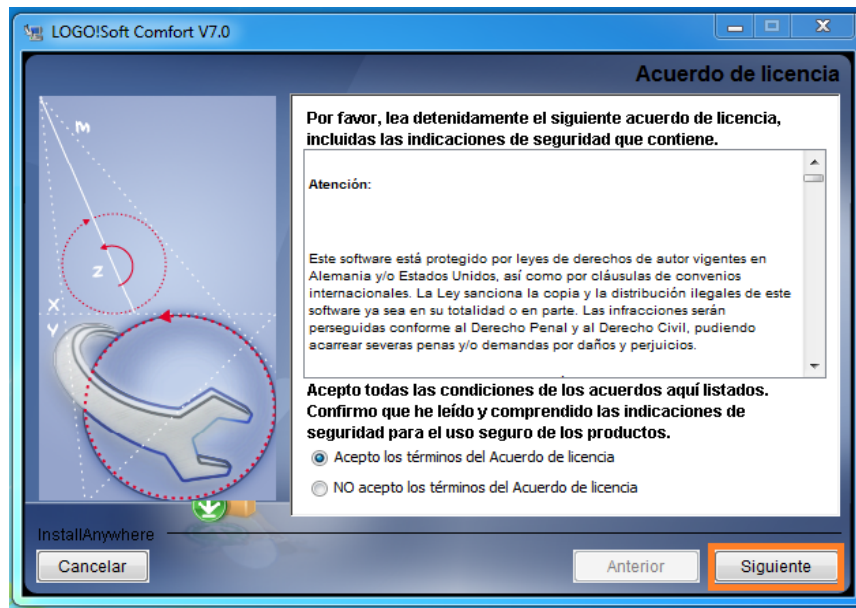 LOGO!Soft Comfort V7.0
Acuerdo de licencia
M
Z
X
Y
Por favor, lea detenidamente el siguiente acuerdo de licencia,
incluidas las indicaciones de seguridad que contiene.
Atención:
Este software está protegido por leyes de derechos de autor vigentes en
Alemania y/o Estados Unidos, así como por cláusulas de convenios
internacionales. La Ley sanciona la copia y la distribución ilegales de este
software ya sea en su totalidad o en parte. Las infracciones serán
perseguidas conforme al Derecho Penal y al Derecho Civil, pudiendo
acarrear severas penas y/o demandas por daños y perjuicios.
Acepto todas las condiciones de los acuerdos aquí listados.
Confirmo que he leído y comprendido las indicaciones de
seguridad para el uso seguro de los productos.
Acepto los términos del Acuerdo de licencia
NO acepto los términos del Acuerdo de licencia
InstallAnywhere
Cancelar
Anterior
Siguiente